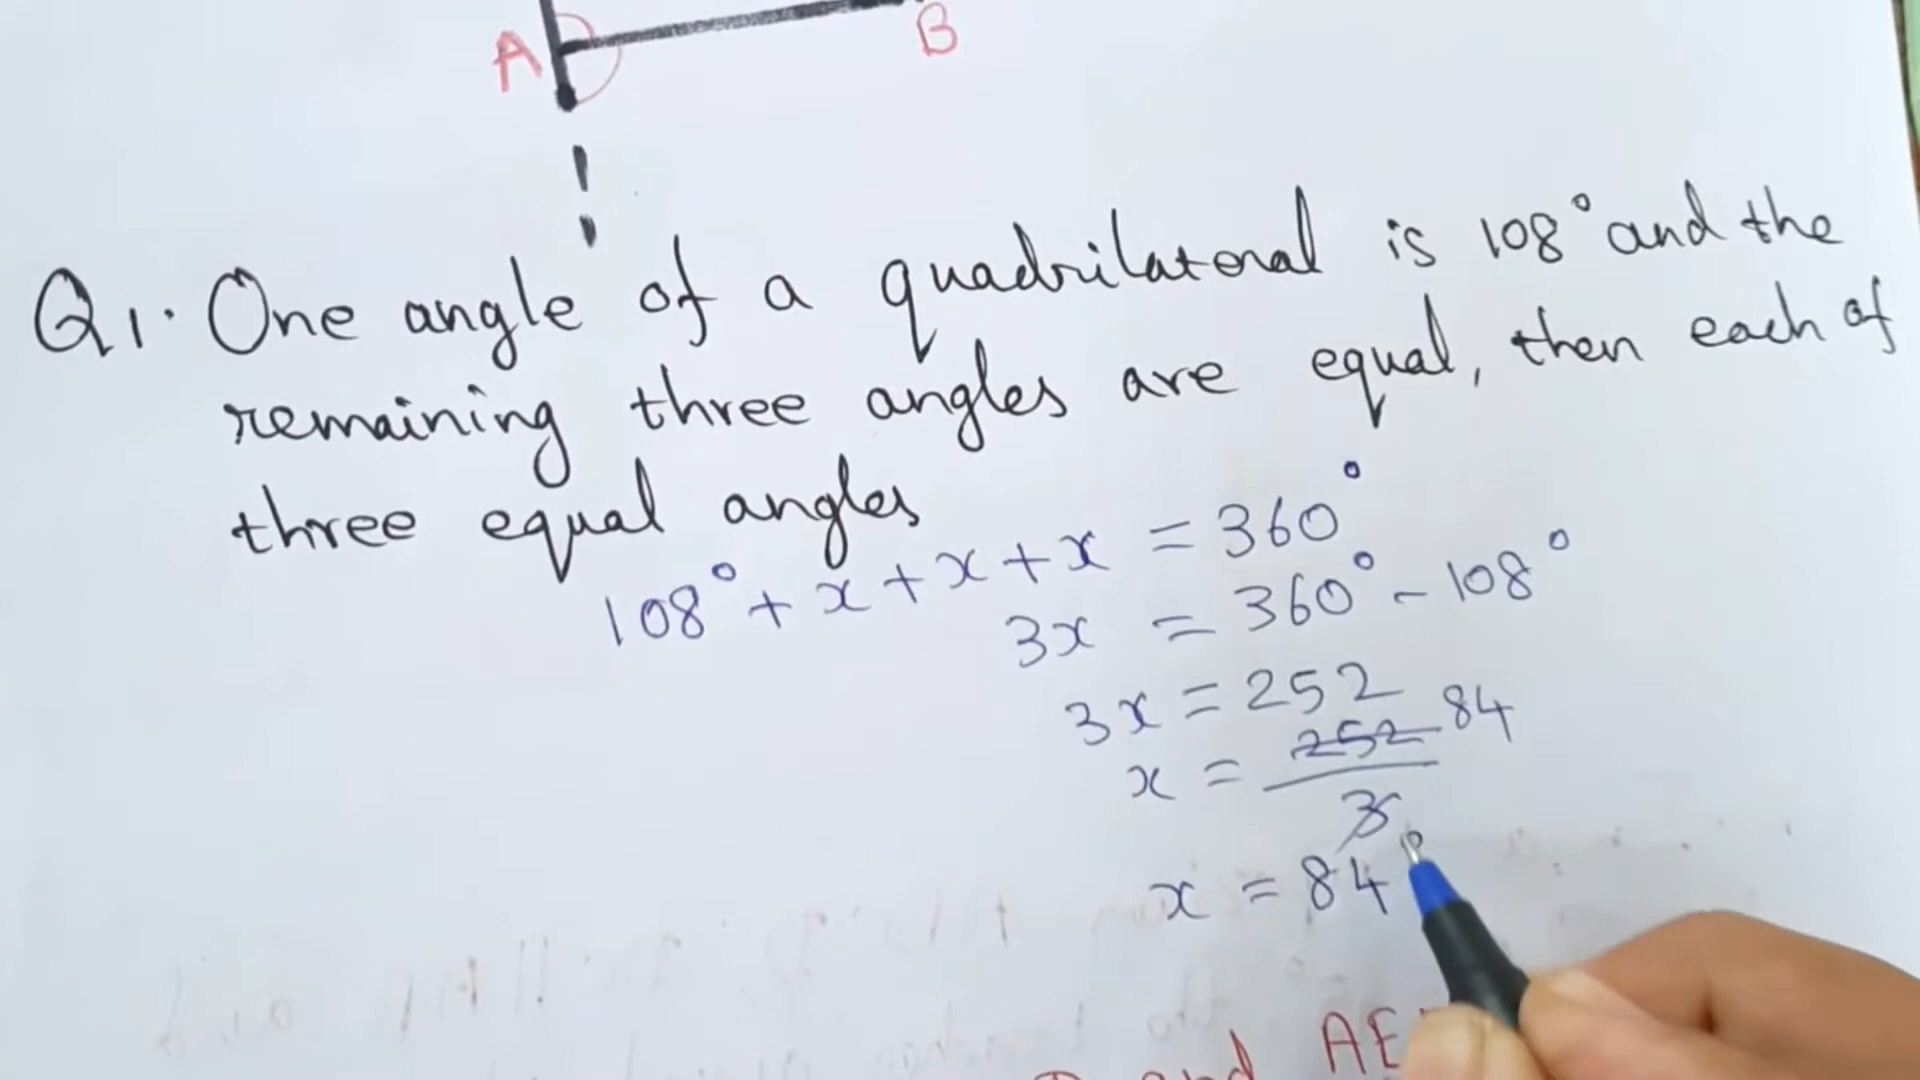 A B
Q1. One angle of a quadrilateral is 108° and the
remaining three angles are equal, then each of
three equal angles
108° + x + x + x = 360°
3x = 360° - 108°
3x = 252
x = 252/3 84
x = 84°
and AE